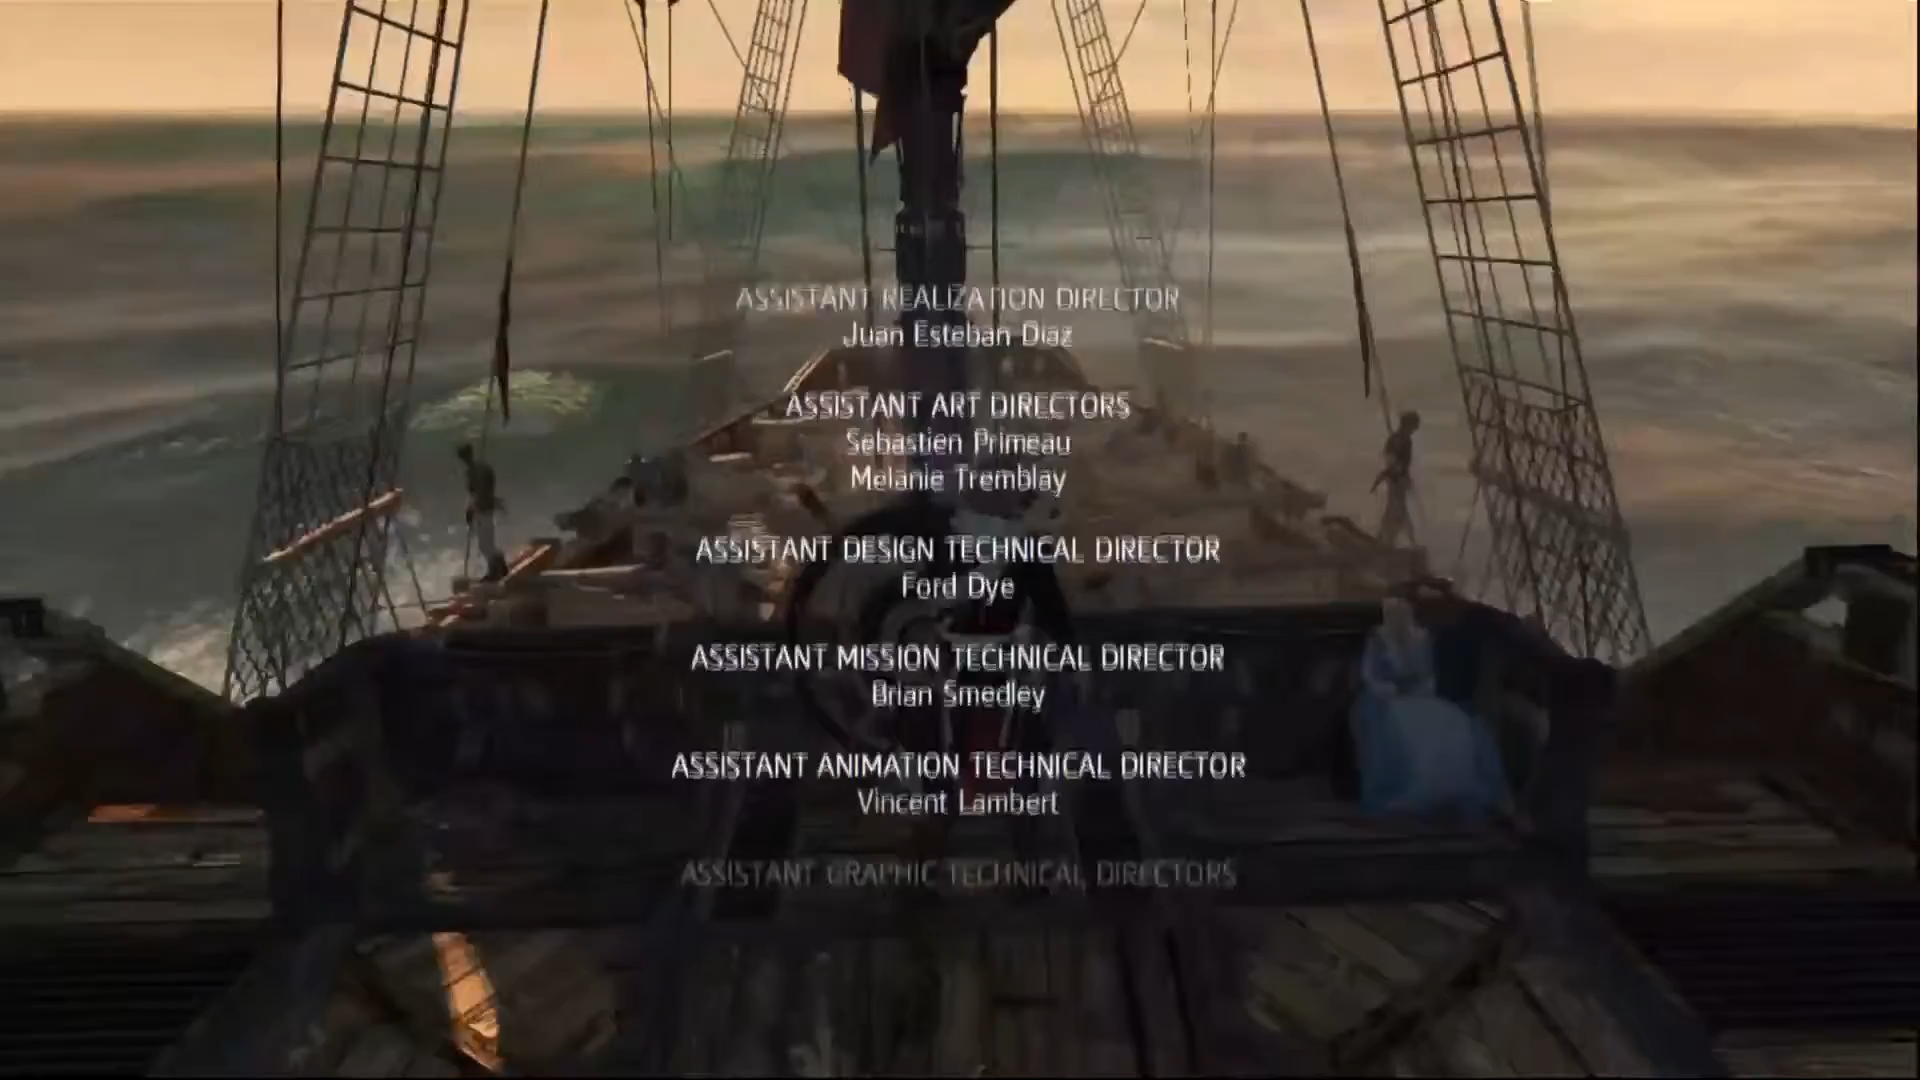 ASSISTANT REALIZATION DIRECTOR
Juan Esteban Diaz
ASSISTANT ART DIRECTORS
Sebastien Primeau
Melanie Tremblay
ASSISTANT DESIGN TECHNICAL DIRECTOR
Ford Dye
ASSISTANT MISSION TECHNICAL DIRECTOR
Brian Smedley
ASSISTANT ANIMATION TECHNICAL DIRECTOR
Vincent Lambert
ASSISTANT GRAPHIC TECHNICAL DIRECTORS